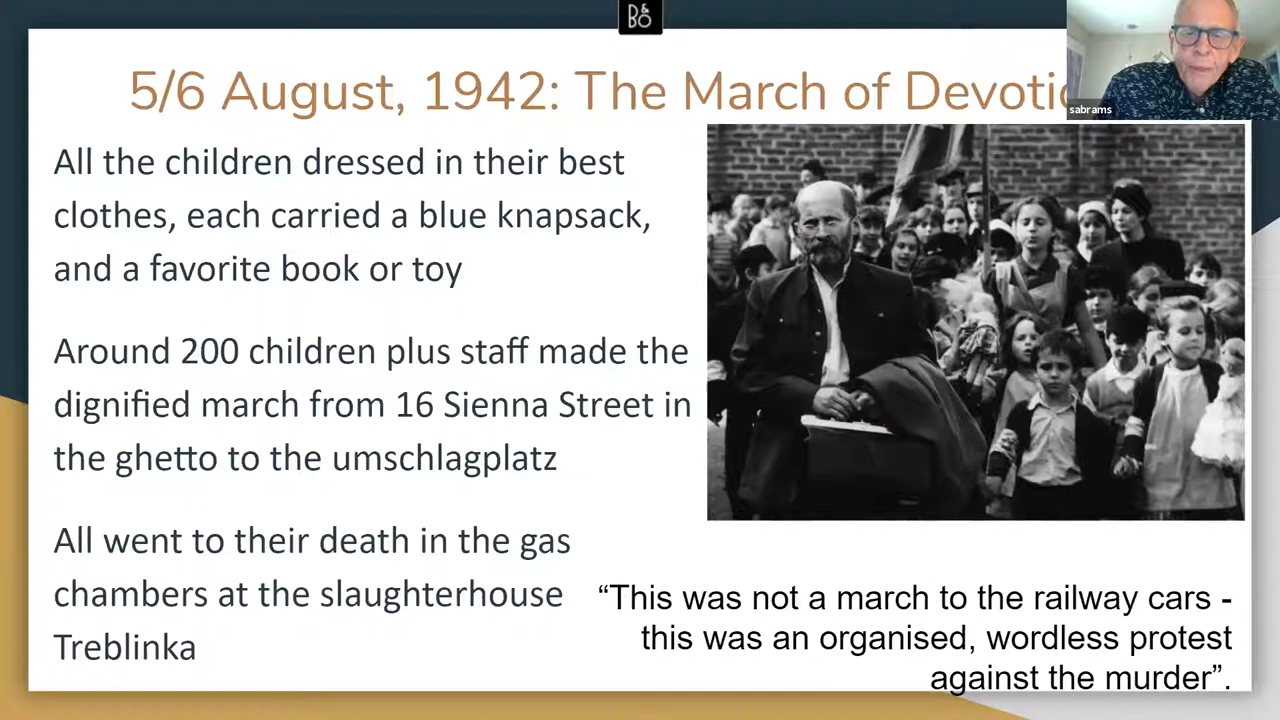 B&O
5/6 August, 1942: The March of Devoti
sabrams
All the children dressed in their best
clothes, each carried a blue knapsack,
and a favorite book or toy
Around 200 children plus staff made the
dignified march from 16 Sienna Street in
the ghetto to the umschlagplatz
All went to their death in the gas
chambers at the slaughterhouse
Treblinka
“This was not a march to the railway cars -
this was an organised, wordless protest
against the murder”.